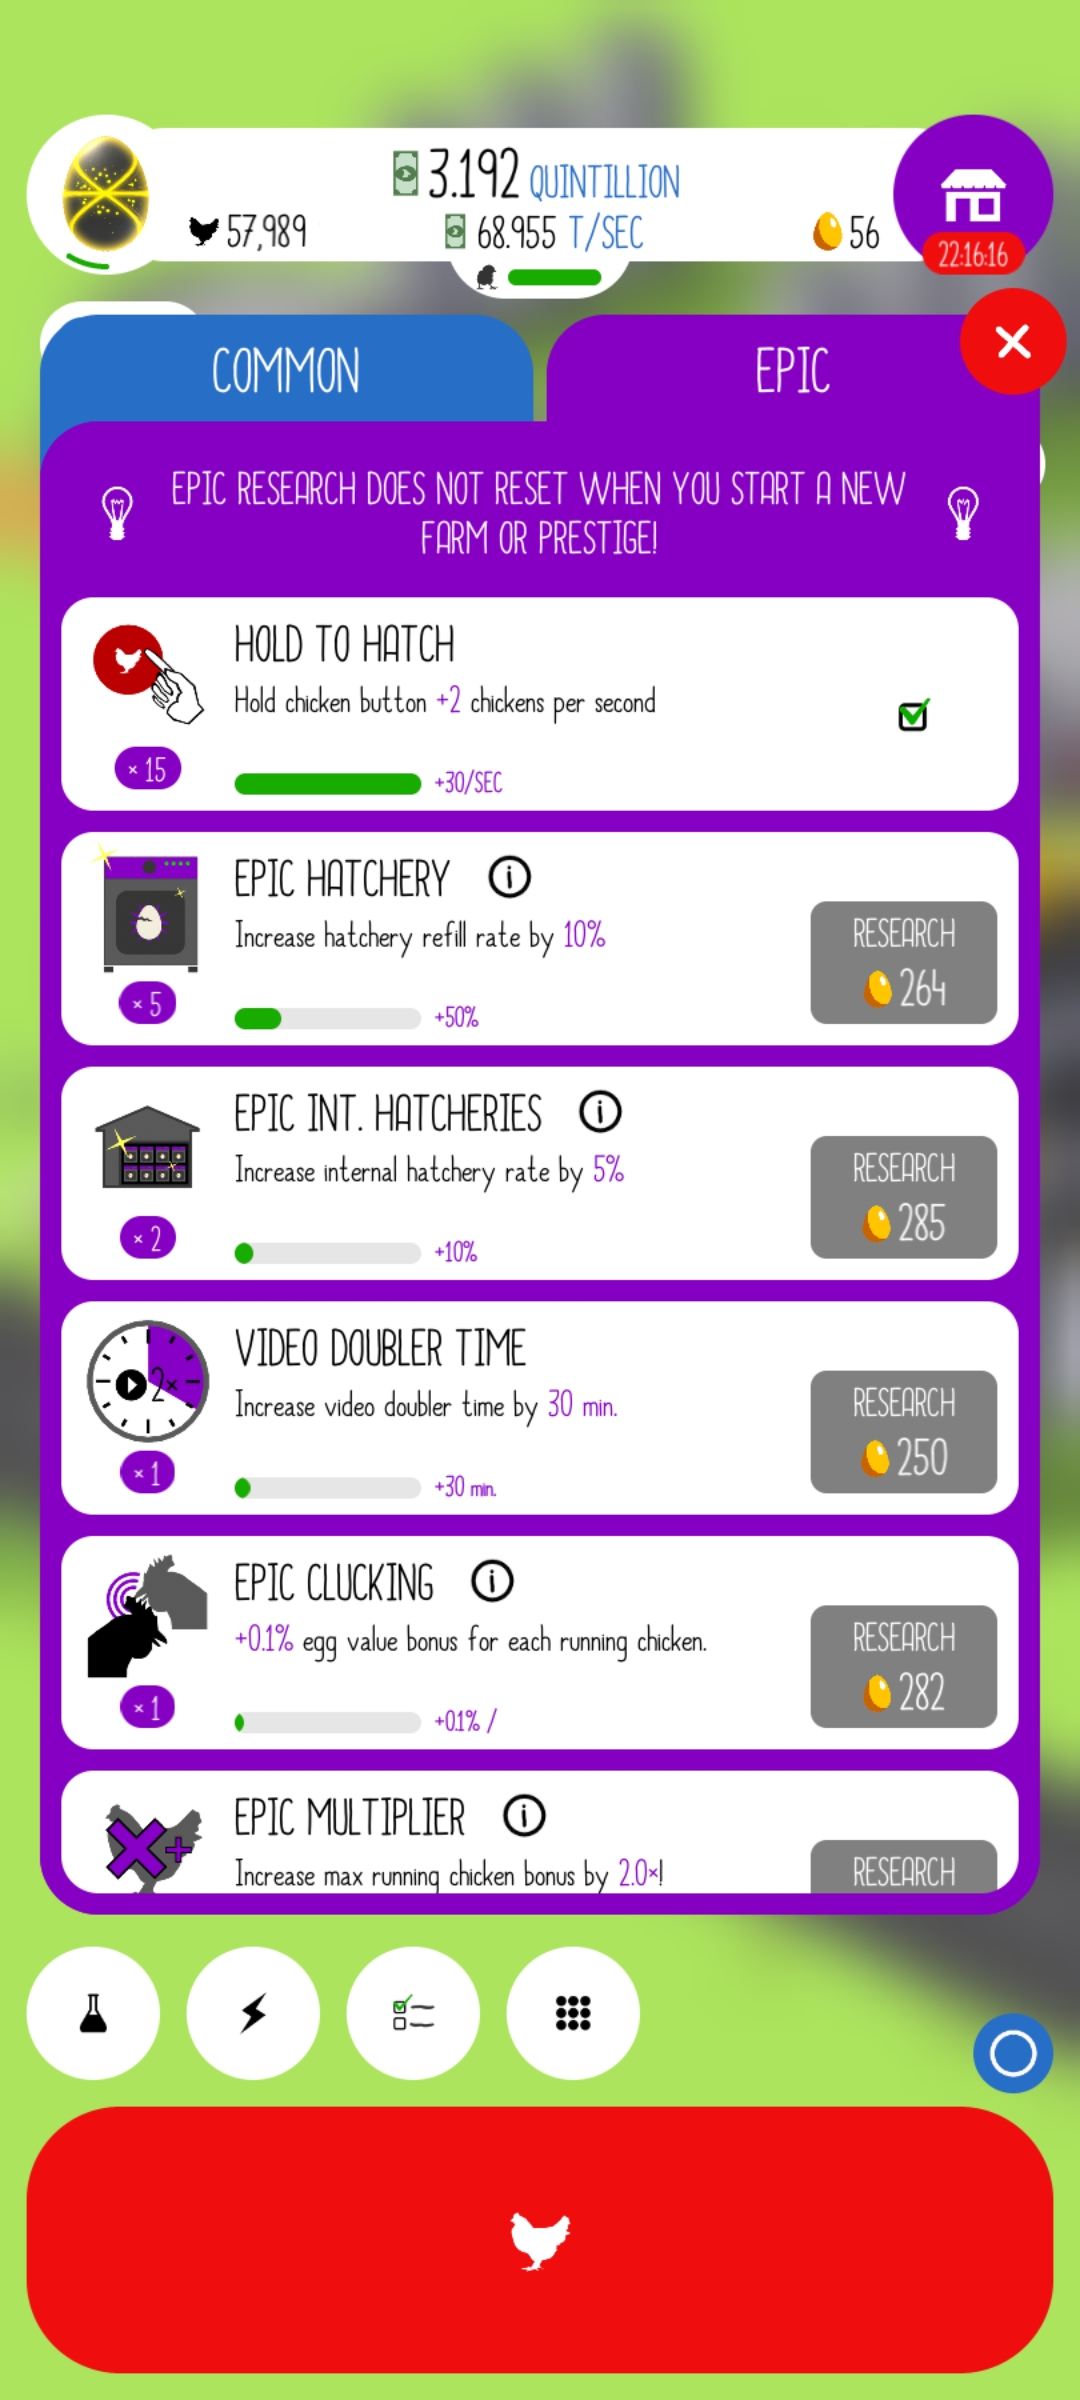 3.192 QUINTILLION
57,989
68.955 T/SEC
56
22:16:16
COMMON
EPIC
EPIC RESEARCH DOES NOT RESET WHEN YOU START A NEW
FARM OR PRESTIGE!
HOLD TO HATCH
Hold chicken button +2 chickens per second
× 15
+30/SEC
EPIC HATCHERY
Increase hatchery refill rate by 10%
RESEARCH
264
× 5
+50%
EPIC INT. HATCHERIES
Increase internal hatchery rate by 5%
RESEARCH
285
× 2
+10%
VIDEO DOUBLER TIME
2×
Increase video doubler time by 30 min.
RESEARCH
250
× 1
+30 min.
EPIC CLUCKING
+0.1% egg value bonus for each running chicken.
RESEARCH
282
× 1
+0.1% /
EPIC MULTIPLIER
Increase max running chicken bonus by 2.0×!
RESEARCH